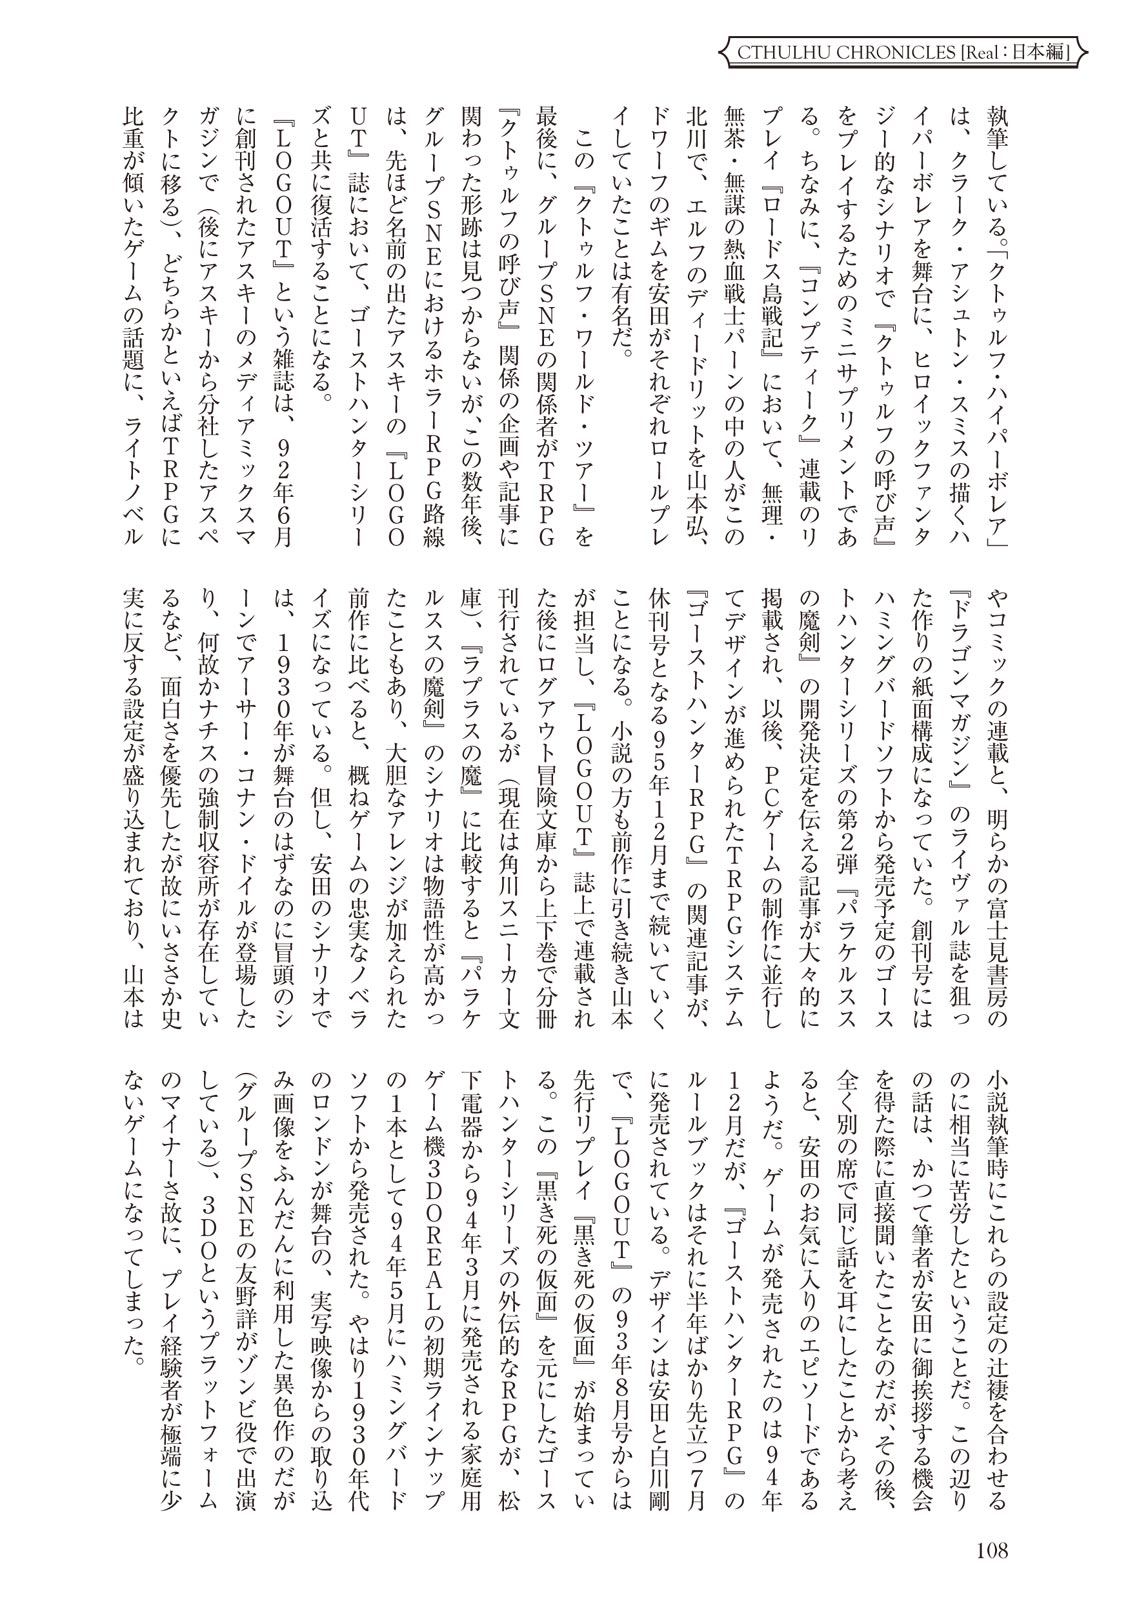 CTHULHU CHRONICLES [Real：日本編]
執筆している。「クトゥルフ・ハイパーボレア」
は、クラーク・アシュトン・スミスの描くハ
イパーボレアを舞台に、ヒロイックファンタ
ジー的なシナリオで『クトゥルフの呼び声』
をプレイするためのミニサプリメントであ
る。ちなみに、『コンプティーク』連載のリ
プレイ『ロードス島戦記』において、無理・
無茶・無謀の熱血戦士パーンの中の人がこの
北川で、エルフのディードリットを山本弘、
ドワーフのギムを安田がそれぞれロールプレ
イしていたことは有名だ。
この『クトゥルフ・ワールド・ツアー』を
最後に、グループSNEの関係者がTRPG
『クトゥルフの呼び声』関係の企画や記事に
関わった形跡は見つからないが、この数年後、
グループSNEにおけるホラーRPG路線
は、先ほど名前の出たアスキーの『LOGO
UT』誌において、ゴーストハンターシリー
ズと共に復活することになる。
『LOGOUT』という雑誌は、92年6月
に創刊されたアスキーのメディアミックスマ
ガジンで（後にアスキーから分社したアスペ
クトに移る）、どちらかといえばTRPGに
比重が傾いたゲームの話題に、ライトノベル
やコミックの連載と、明らかの富士見書房の
『ドラゴンマガジン』のライヴァル誌を狙っ
た作りの紙面構成になっていた。創刊号には
ハミングバードソフトから発売予定のゴース
トハンターシリーズの第2弾『パラケルスス
の魔剣』の開発決定を伝える記事が大々的に
掲載され、以後、PCゲームの制作に並行し
てデザインが進められたTRPGシステム
『ゴーストハンターRPG』の関連記事が、
休刊号となる95年12月まで続いていく
ことになる。小説の方も前作に引き続き山本
が担当し、『LOGOUT』誌上で連載され
た後にログアウト冒険文庫から上下巻で分冊
刊行されているが（現在は角川スニーカー文
庫）、『ラプラスの魔』に比較すると『パラケ
ルススの魔剣』のシナリオは物語性が高かっ
たこともあり、大胆なアレンジが加えられた
前作に比べると、概ねゲームの忠実なノベラ
イズになっている。但し、安田のシナリオで
は、1930年が舞台のはずなのに冒頭のシ
ーンでアーサー・コナン・ドイルが登場した
り、何故かナチスの強制収容所が存在してい
るなど、面白さを優先したが故にいささか史
実に反する設定が盛り込まれており、山本は
小説執筆時にこれらの設定の辻褄を合わせる
のに相当に苦労したということだ。この辺り
の話は、かつて筆者が安田に御挨拶する機会
を得た際に直接聞いたことなのだが、その後、
全く別の席で同じ話を耳にしたことから考え
ると、安田のお気に入りのエピソードである
ようだ。ゲームが発売されたのは94年
12月だが、『ゴーストハンターRPG』の
ルールブックはそれに半年ばかり先立つ7月
に発売されている。デザインは安田と白川剛
で、『LOGOUT』の93年8月号からは
先行リプレイ『黒き死の仮面』が始まってい
る。この『黒き死の仮面』を元にしたゴース
トハンターシリーズの外伝的なRPGが、松
下電器から94年3月に発売される家庭用
ゲーム機3DOREALの初期ラインナップ
の1本として94年5月にハミングバード
ソフトから発売された。やはり1930年代
のロンドンが舞台の、実写映像からの取り込
み画像をふんだんに利用した異色作のだが
（グループSNEの友野詳がゾンビ役で出演
している）、3DOというプラットフォーム
のマイナーさ故に、プレイ経験者が極端に少
ないゲームになってしまった。
108